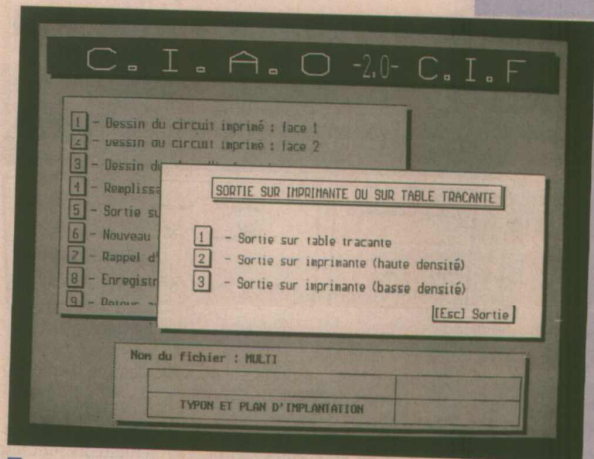 C.I.A.O -2.0- C.I.F
1 - Dessin du circuit imprimé : face 1
2 - Dessin du circuit imprimé : face 2
3 - Dessin d
4 - Remplissa
5 - Sortie su
6 - Nouveau
7 - Rappel d'
8 - Enregistr
9 - Retour
SORTIE SUR IMPRIMANTE OU SUR TABLE TRACANTE
1 - Sortie sur table tracante
2 - Sortie sur imprimante (haute densité)
3 - Sortie sur imprimante (basse densité)
[Esc] Sortie
Nom du fichier : MULTI
TYPON ET PLAN D'IMPLANTATION